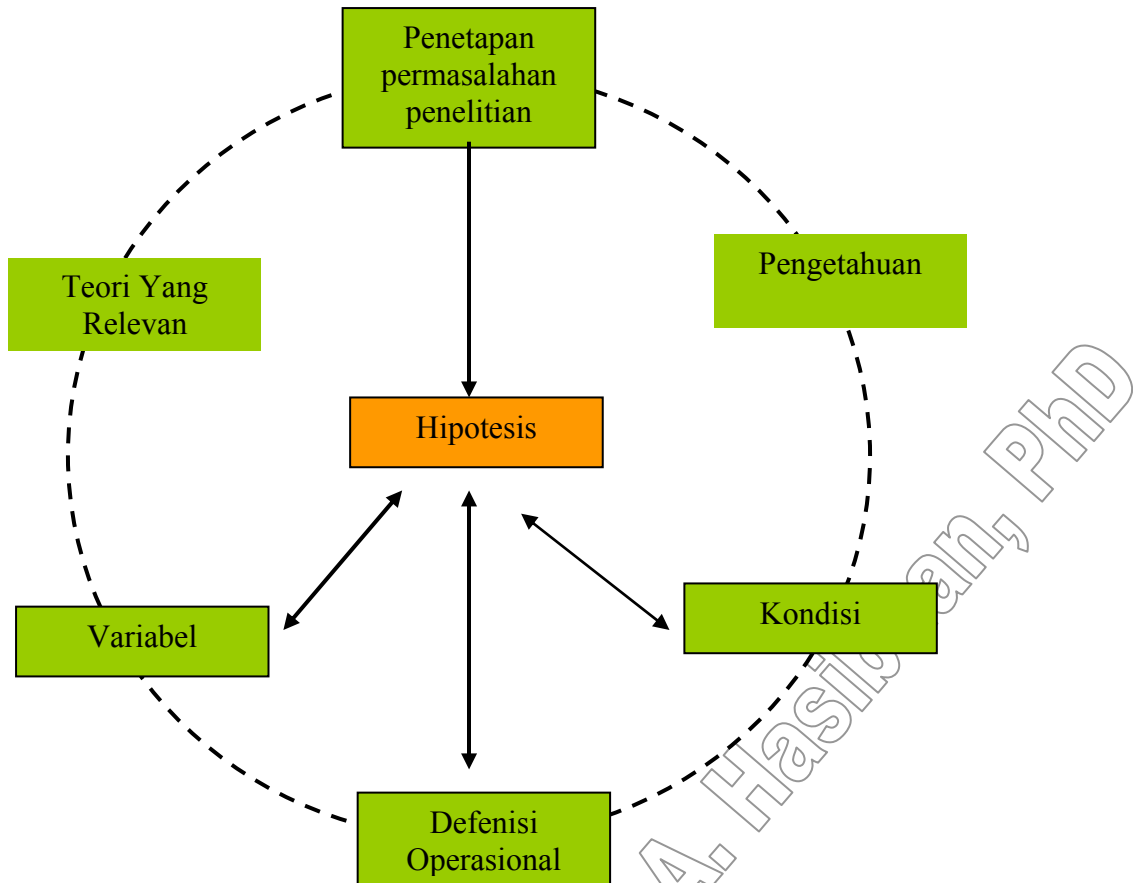 Penetapan
permasalahan
penelitian
Pengetahuan
Teori Yang
Relevan
Hipotesis
Kondisi
Variabel
Defenisi
Operasional
A. Hasibuan, PhD